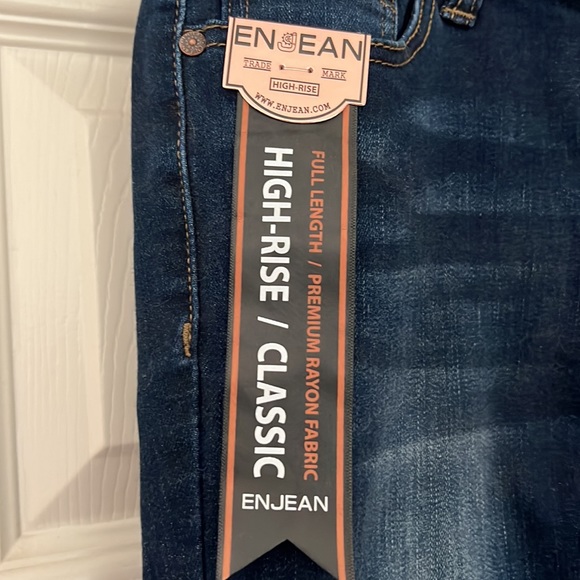 ENJEAN
TRADE MARK
HIGH-RISE
WWW.ENJEAN.COM
FULL LENGTH / PREMIUM RAYON FABRIC
HIGH-RISE / CLASSIC
ENJEAN